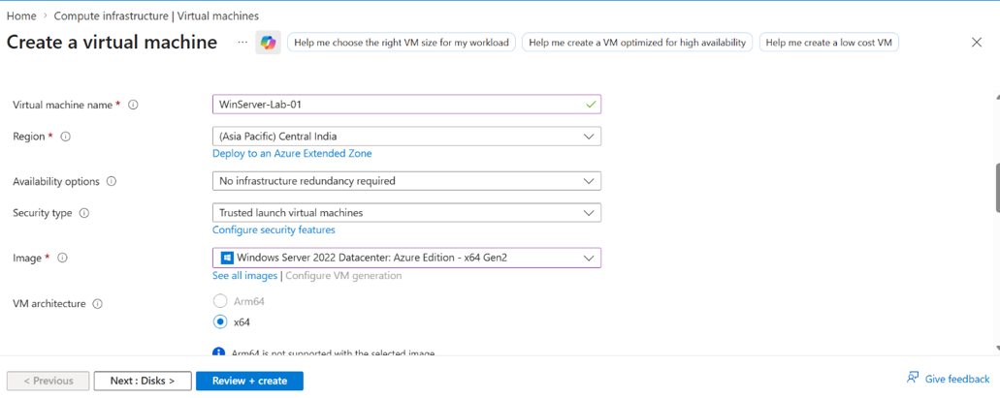 Home > Compute infrastructure | Virtual machines
Create a virtual machine ... Help me choose the right VM size for my workload Help me create a VM optimized for high availability Help me create a low cost VM
Virtual machine name * WinServer-Lab-01
Region * (Asia Pacific) Central India
Deploy to an Azure Extended Zone
Availability options No infrastructure redundancy required
Security type Trusted launch virtual machines
Configure security features
Image * Windows Server 2022 Datacenter: Azure Edition - x64 Gen2
See all images | Configure VM generation
VM architecture Arm64
x64
Arm64 is not supported with the selected image
< Previous Next : Disks > Review + create Give feedback